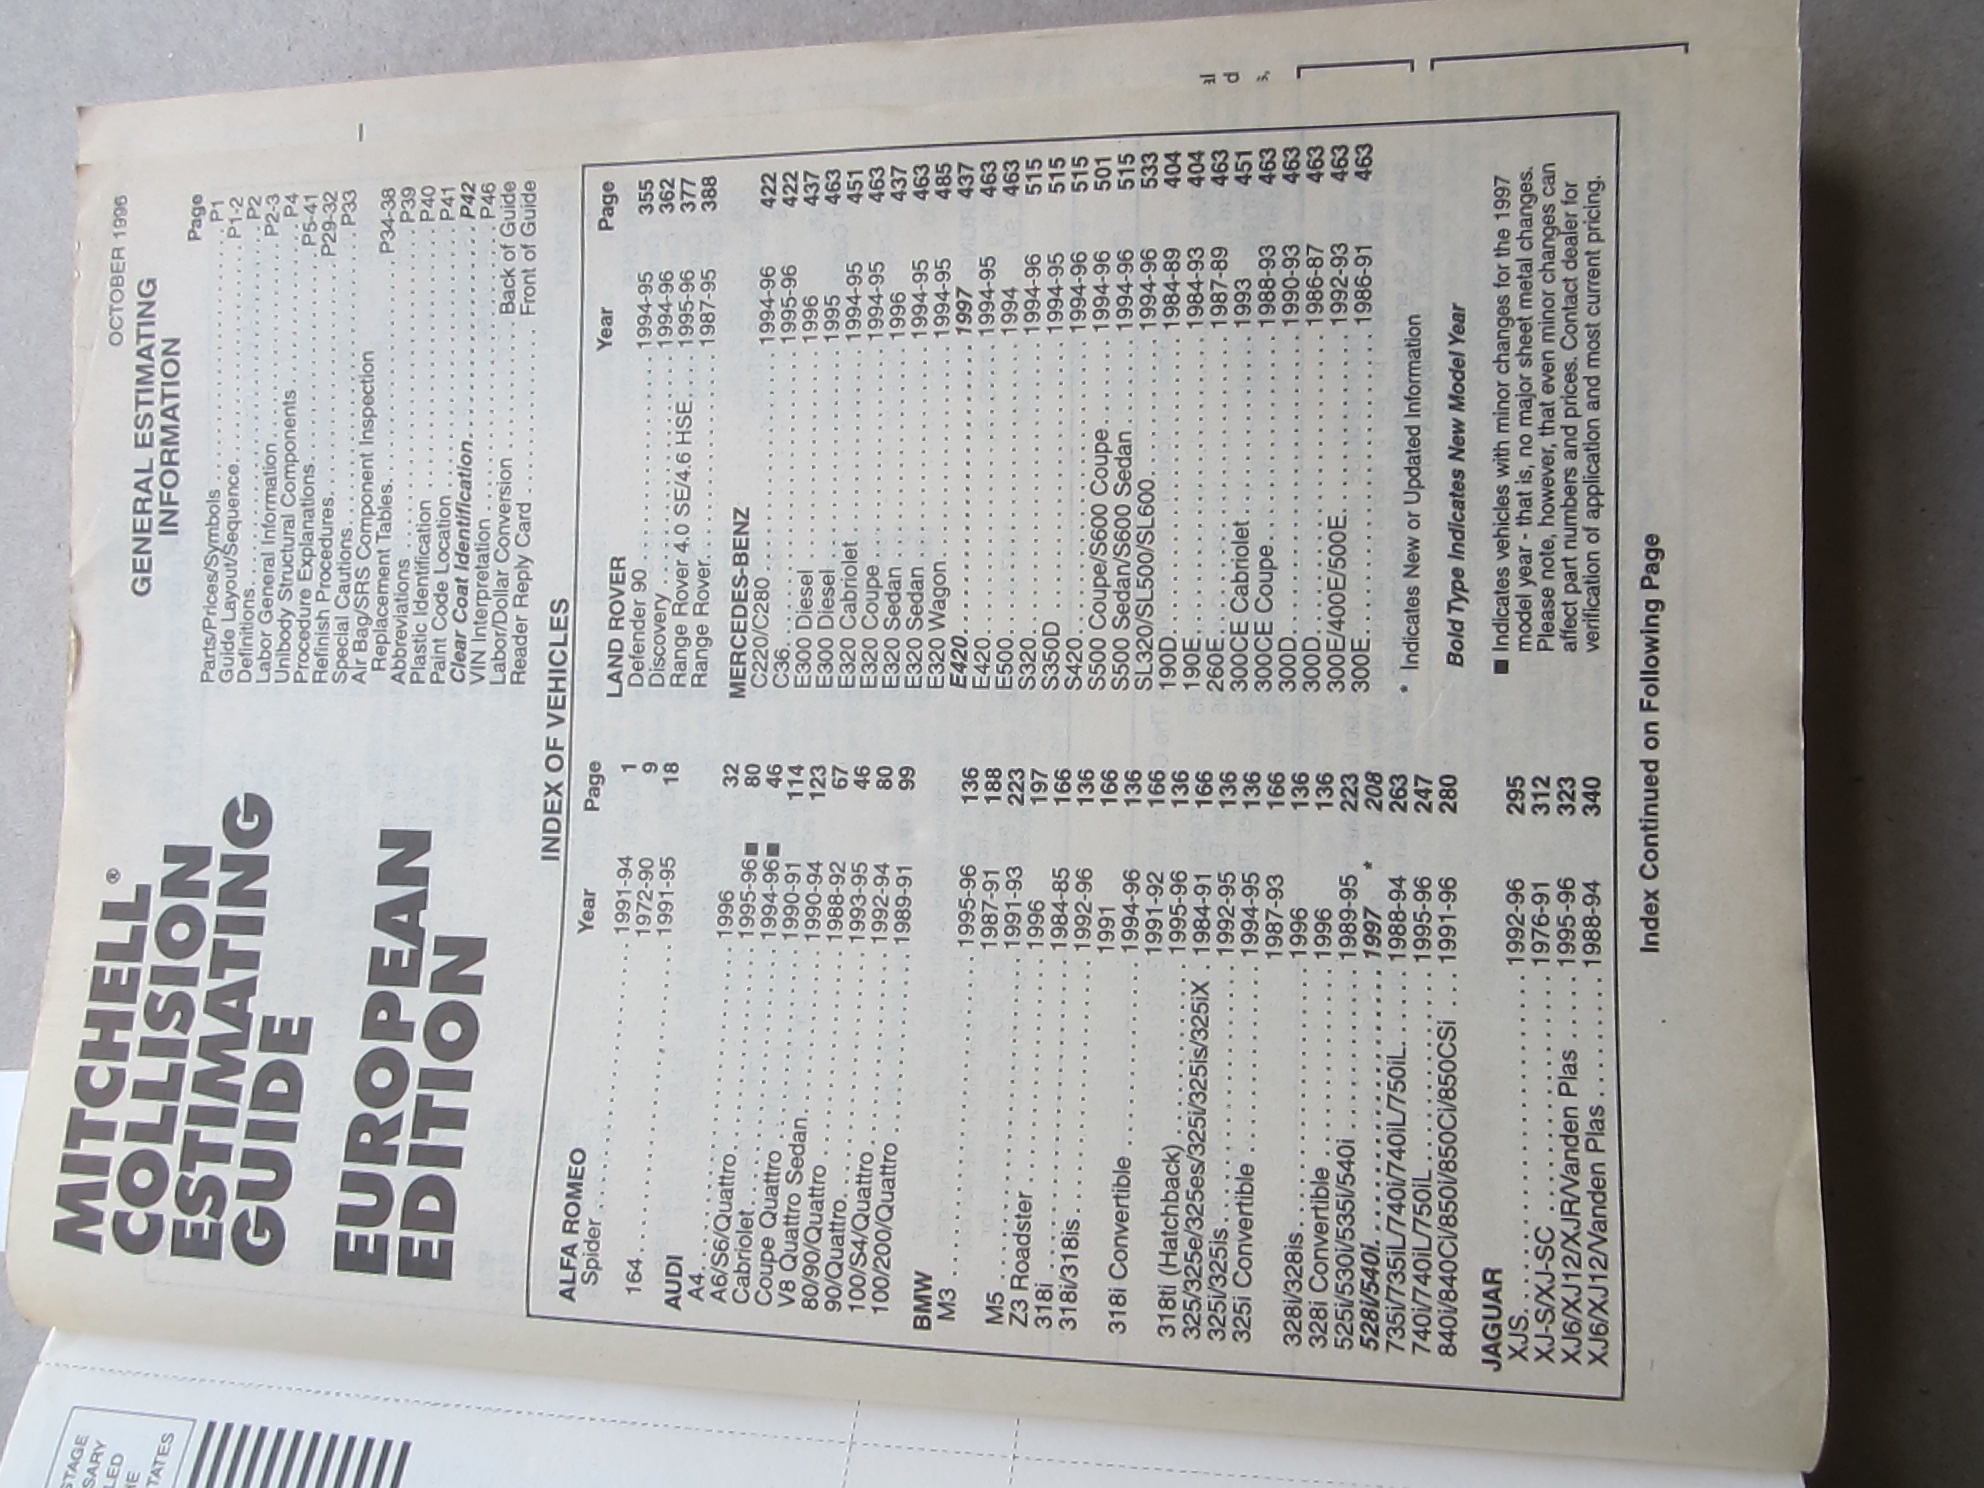 MITCHELL®
COLLISION
ESTIMATING
GUIDE
EUROPEAN
EDITION
OCTOBER 1996
GENERAL ESTIMATING
INFORMATION
Page
Parts/Prices/Symbols P1
Guide Layout/Sequence P1-2
Definitions P2
Labor General Information P2-3
Unibody Structural Components P4
Procedure Explanations P5-41
Refinish Procedures P29-32
Special Cautions P33
Air Bag/SRS Component Inspection
Replacement Tables P34-38
Abbreviations P39
Plastic Identification P40
Paint Code Location P41
Clear Coat Identification P42
VIN Interpretation P46
Labor/Dollar Conversion Back of Guide
Reader Reply Card Front of Guide
INDEX OF VEHICLES
Year Page
ALFA ROMEO
Spider 1991-94 1
1972-90 9
164 1991-95 18
AUDI
A4 1996 32
A6/S6/Quattro 1995-96■ 80
Cabriolet 1994-96■ 46
Coupe Quattro 1990-91 114
V8 Quattro Sedan 1990-94 123
80/90/Quattro 1988-92 67
90/Quattro 1993-95 46
100/S4/Quattro 1992-94 80
100/200/Quattro 1989-91 99
BMW
M3 1995-96 136
1987-91 188
M5 1991-93 223
Z3 Roadster 1996 197
318i 1984-85 166
318i/318is 1992-96 136
1991 166
318i Convertible 1994-96 136
1991-92 166
318ti (Hatchback) 1995-96 136
325/325e/325es/325i/325is/325iX 1984-91 166
325i/325is 1992-95 136
325i Convertible 1994-95 136
1987-93 166
328i/328is 1996 136
328i Convertible 1996 136
525i/530i/535i/540i 1989-95 223
528i/540i 1997 * 208
735i/735iL/740i/740iL/750iL 1988-94 263
740i/740iL/750iL 1995-96 247
840i/840Ci/850i/850Ci/850CSi 1991-96 280
JAGUAR
XJS 1992-96 295
XJ-S/XJ-SC 1976-91 312
XJ6/XJ12/XJR/Vanden Plas 1995-96 323
XJ6/XJ12/Vanden Plas 1988-94 340
Year Page
LAND ROVER
Defender 90 1994-95 355
Discovery 1994-96 362
Range Rover 4.0 SE/4.6 HSE 1995-96 377
Range Rover 1987-95 388
MERCEDES-BENZ
C220/C280 1994-96 422
C36 1995-96 422
E300 Diesel 1996 437
E300 Diesel 1995 463
E320 Cabriolet 1994-95 451
E320 Coupe 1994-95 463
E320 Sedan 1996 437
E320 Sedan 1994-95 463
E320 Wagon 1994-95 485
E420 1997 437
E420 1994-95 463
E500 1994 463
S320 1994-96 515
S350D 1994-95 515
S420 1994-96 515
S500 Coupe/S600 Coupe 1994-96 501
S500 Sedan/S600 Sedan 1994-96 515
SL320/SL500/SL600 1994-96 533
190D 1984-89 404
190E 1984-93 404
260E 1987-89 463
300CE Cabriolet 1993 451
300CE Coupe 1988-93 463
300D 1990-93 463
300D 1986-87 463
300E/400E/500E 1992-93 463
300E 1986-91 463
* Indicates New or Updated Information
Bold Type Indicates New Model Year
■ Indicates vehicles with minor changes for the 1997
model year - that is, no major sheet metal changes.
Please note, however, that even minor changes can
affect part numbers and prices. Contact dealer for
verification of application and most current pricing.
Index Continued on Following Page
STAGE
SSARY
LED
TATES